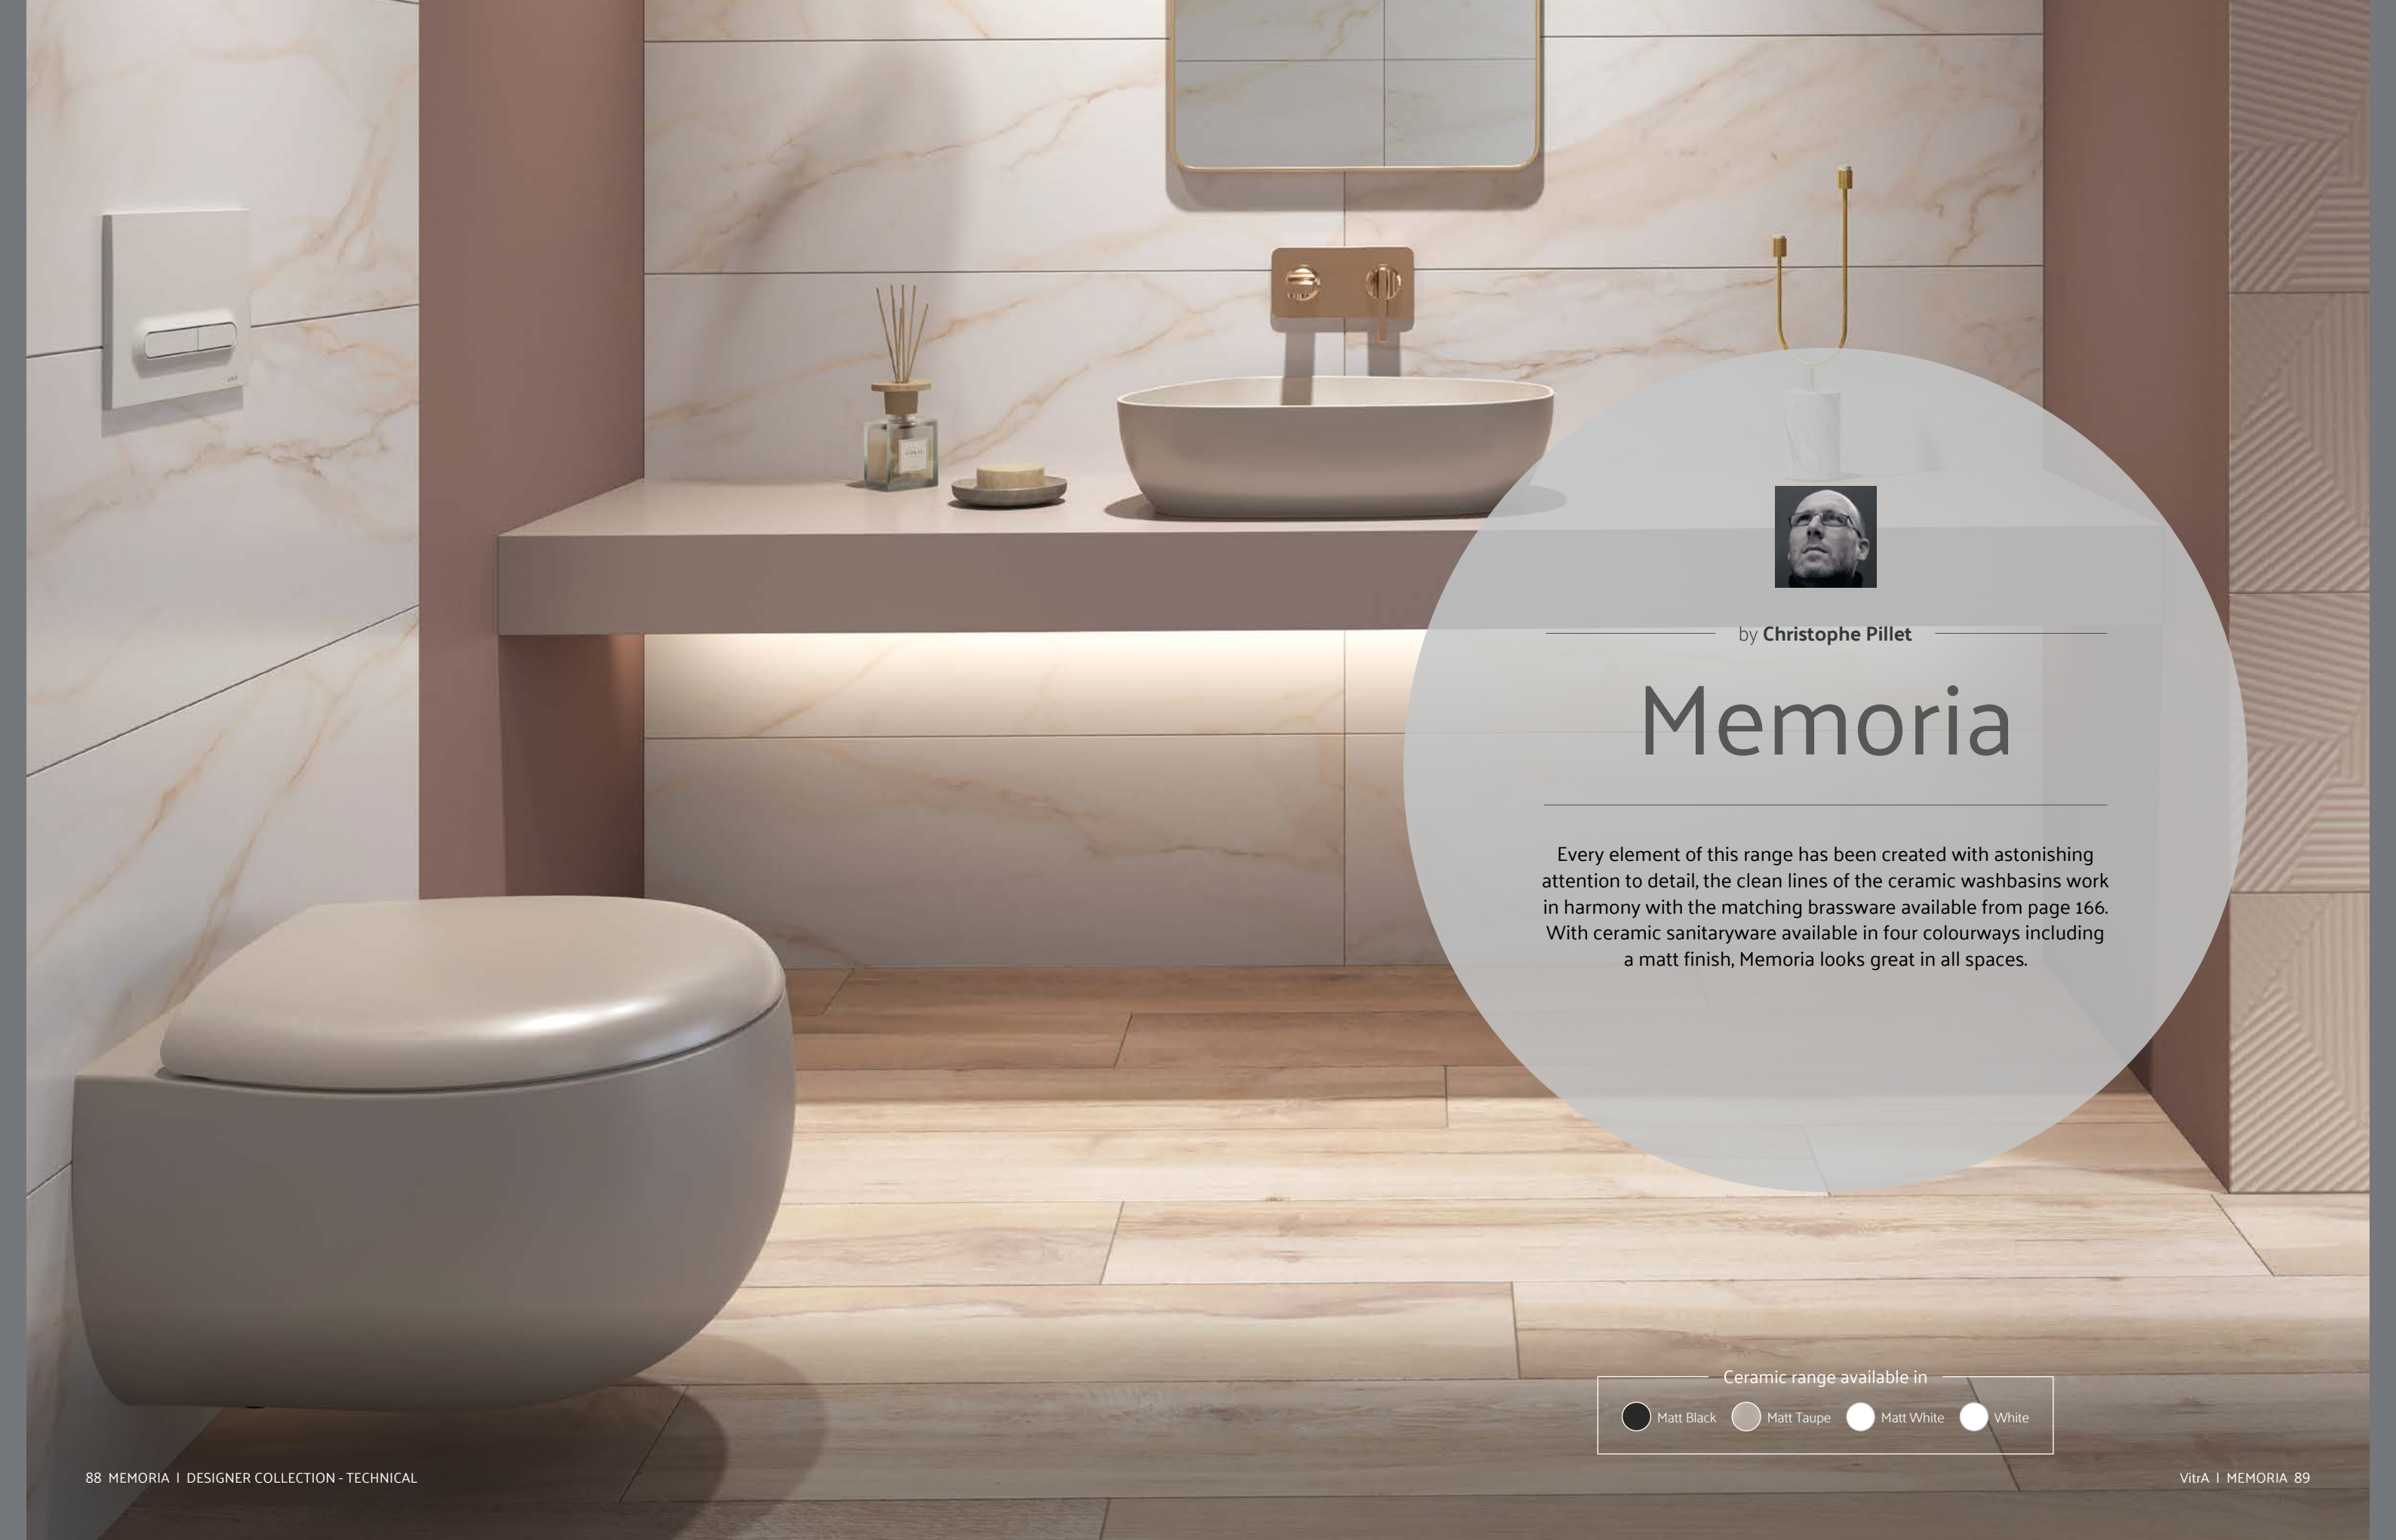 by Christophe Pillet
Memoria
Every element of this range has been created with astonishing
attention to detail, the clean lines of the ceramic washbasins work
in harmony with the matching brassware available from page 166.
With ceramic sanitaryware available in four colourways including
a matt finish, Memoria looks great in all spaces.
Ceramic range available in
Matt Black Matt Taupe Matt White White
88 MEMORIA | DESIGNER COLLECTION - TECHNICAL
VitrA | MEMORIA 89